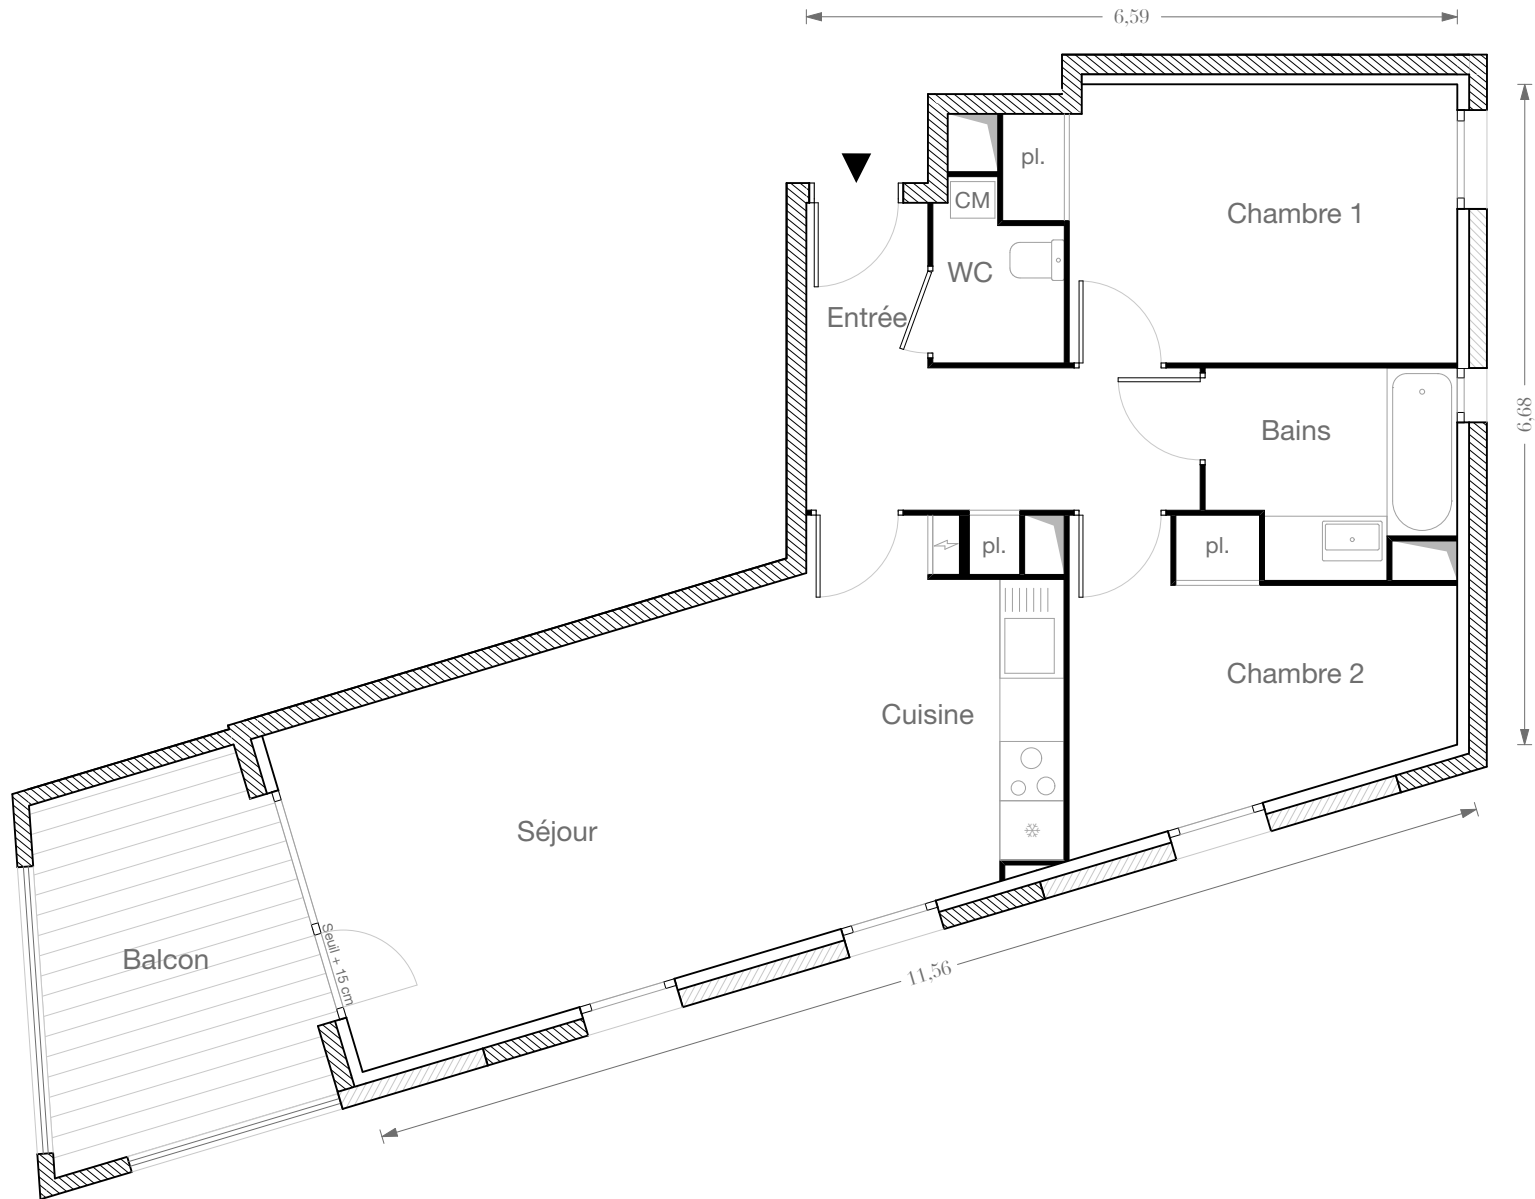 6,59
pl.
CM
Chambre 1
WC
Entrée
6,68
Bains
pl.
pl.
Chambre 2
Cuisine
Séjour
Balcon
Seuil + 15 cm
11,56